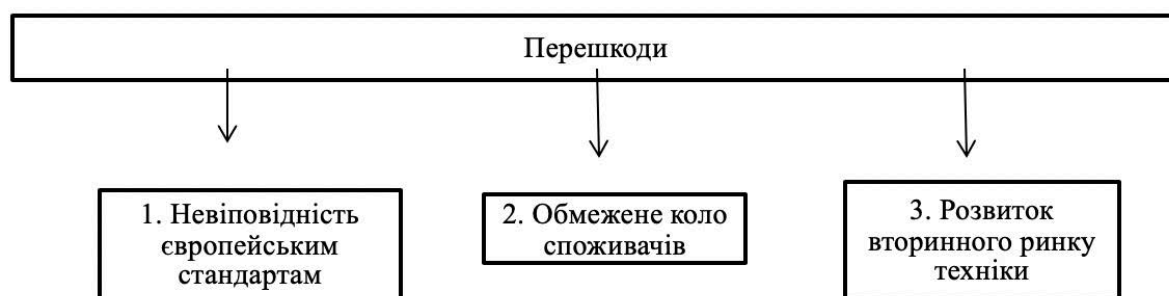 Перешкоди
1. Невіповідність
європейським
стандартам
2. Обмежене коло
споживачів
3. Розвиток
вторинного ринку
техніки